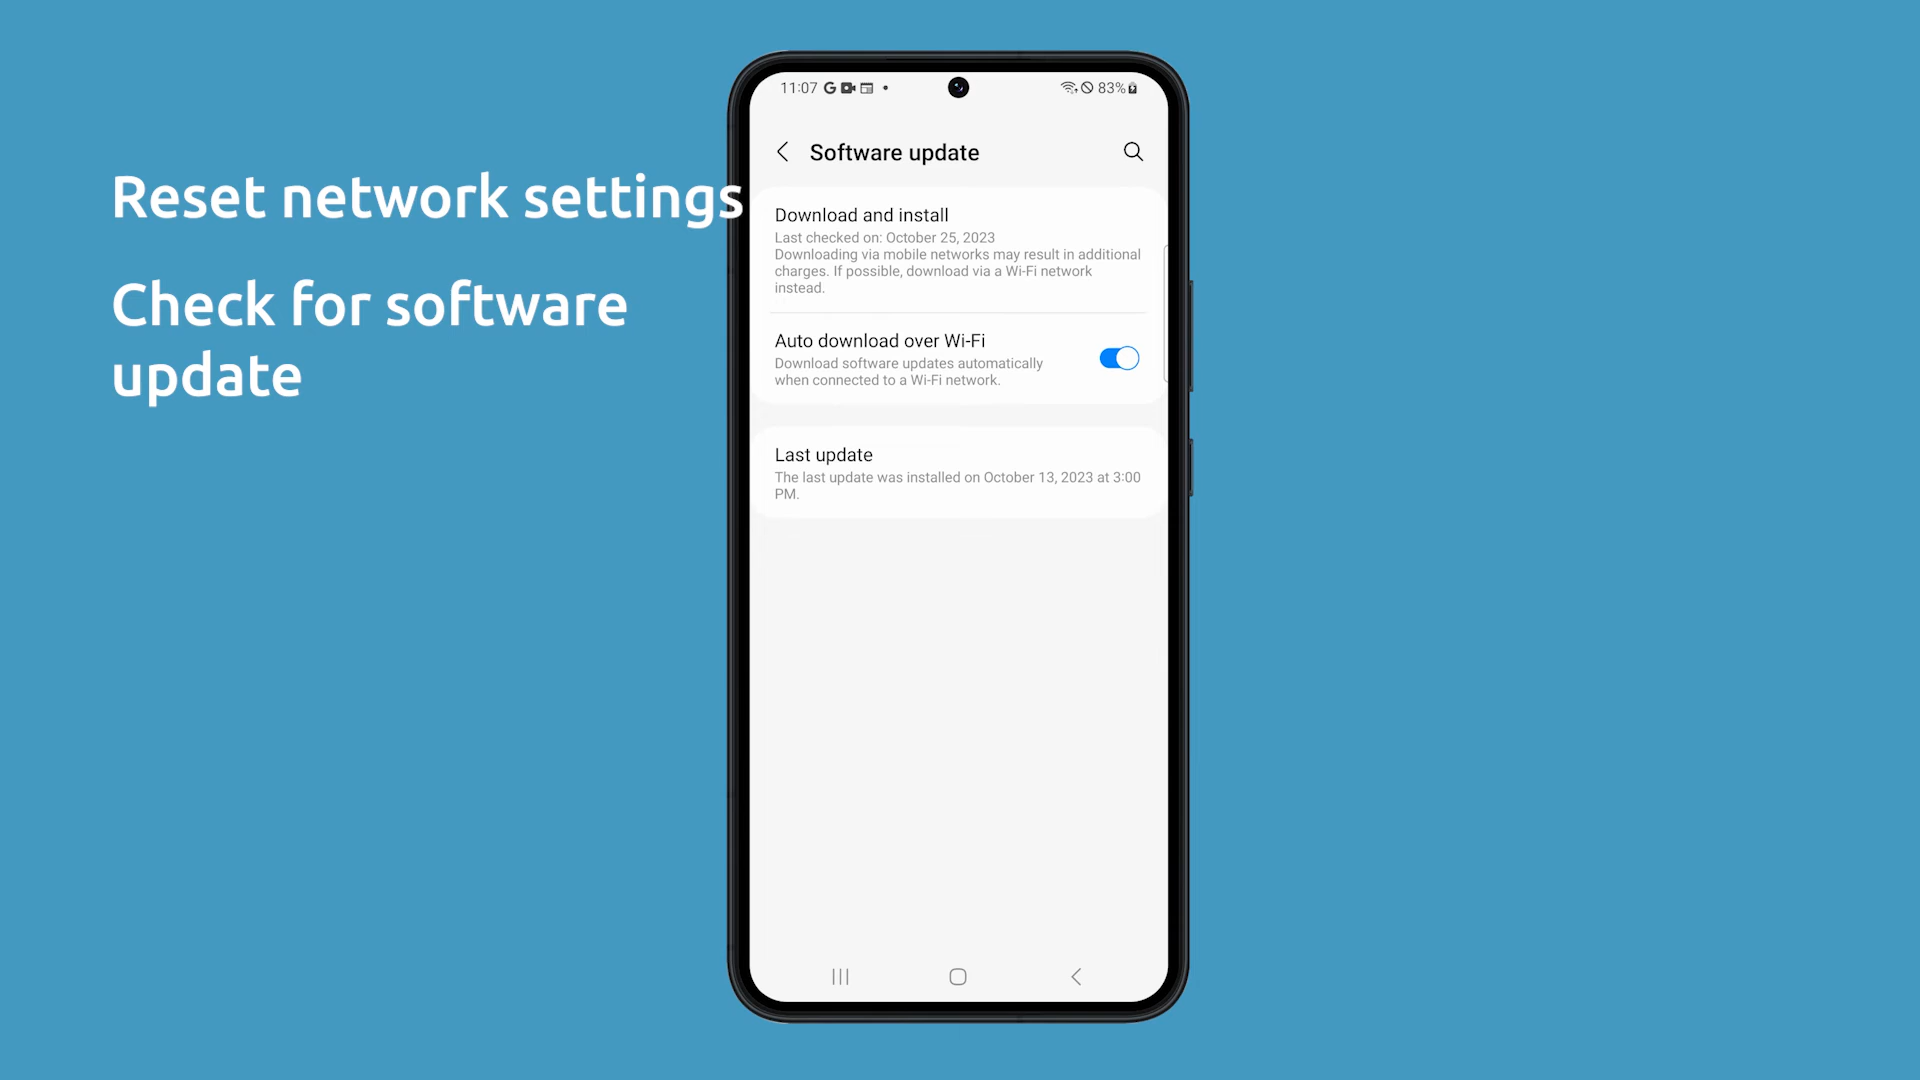 Reset network settings
Check for software
update
11:07
83%
Software update
Download and install
Last checked on: October 25, 2023
Downloading via mobile networks may result in additional
charges. If possible, download via a Wi-Fi network
instead.
Auto download over Wi-Fi
Download software updates automatically
when connected to a Wi-Fi network.
Last update
The last update was installed on October 13, 2023 at 3:00
PM.